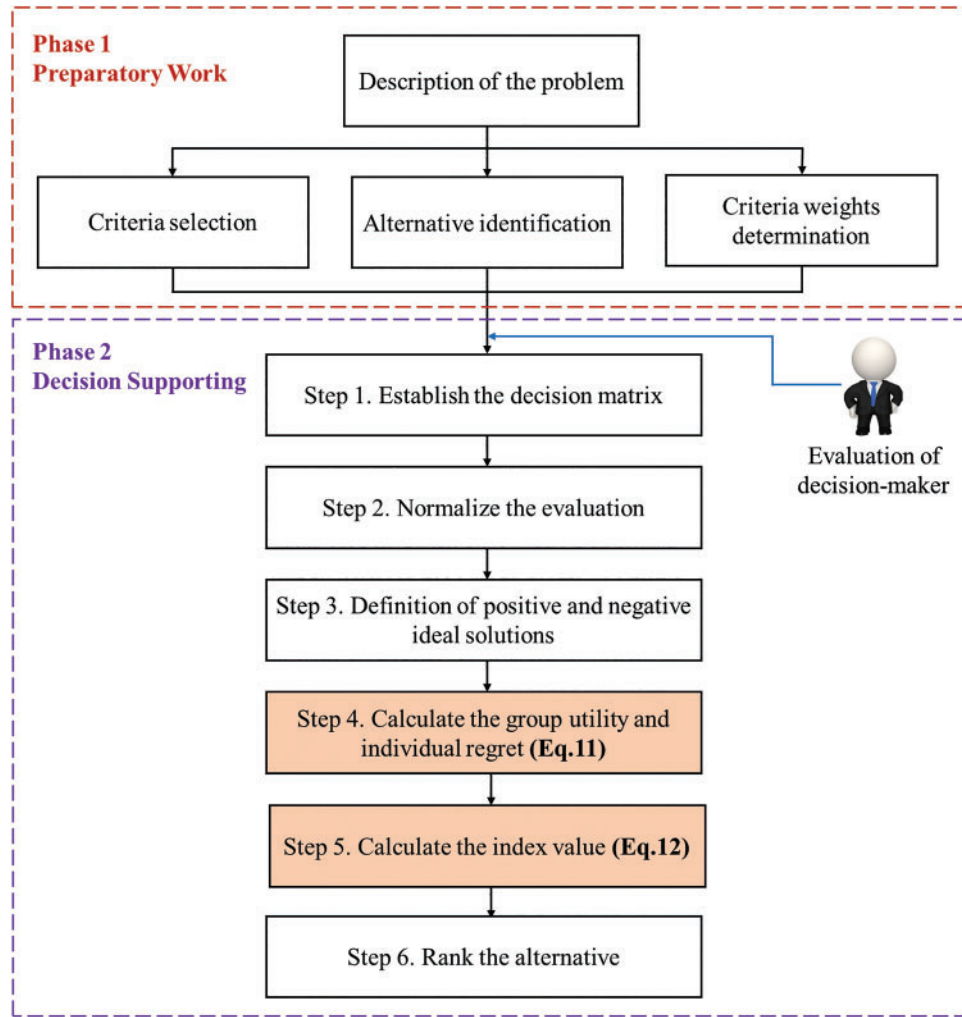 Phase 1
Preparatory Work
Description of the problem
Criteria selection
Alternative identification
Criteria weights
determination
Phase 2
Decision Supporting
Step 1. Establish the decision matrix
Evaluation of
decision-maker
Step 2. Normalize the evaluation
Step 3. Definition of positive and negative
ideal solutions
Step 4. Calculate the group utility and
individual regret (Eq.11)
Step 5. Calculate the index value (Eq.12)
Step 6. Rank the alternative